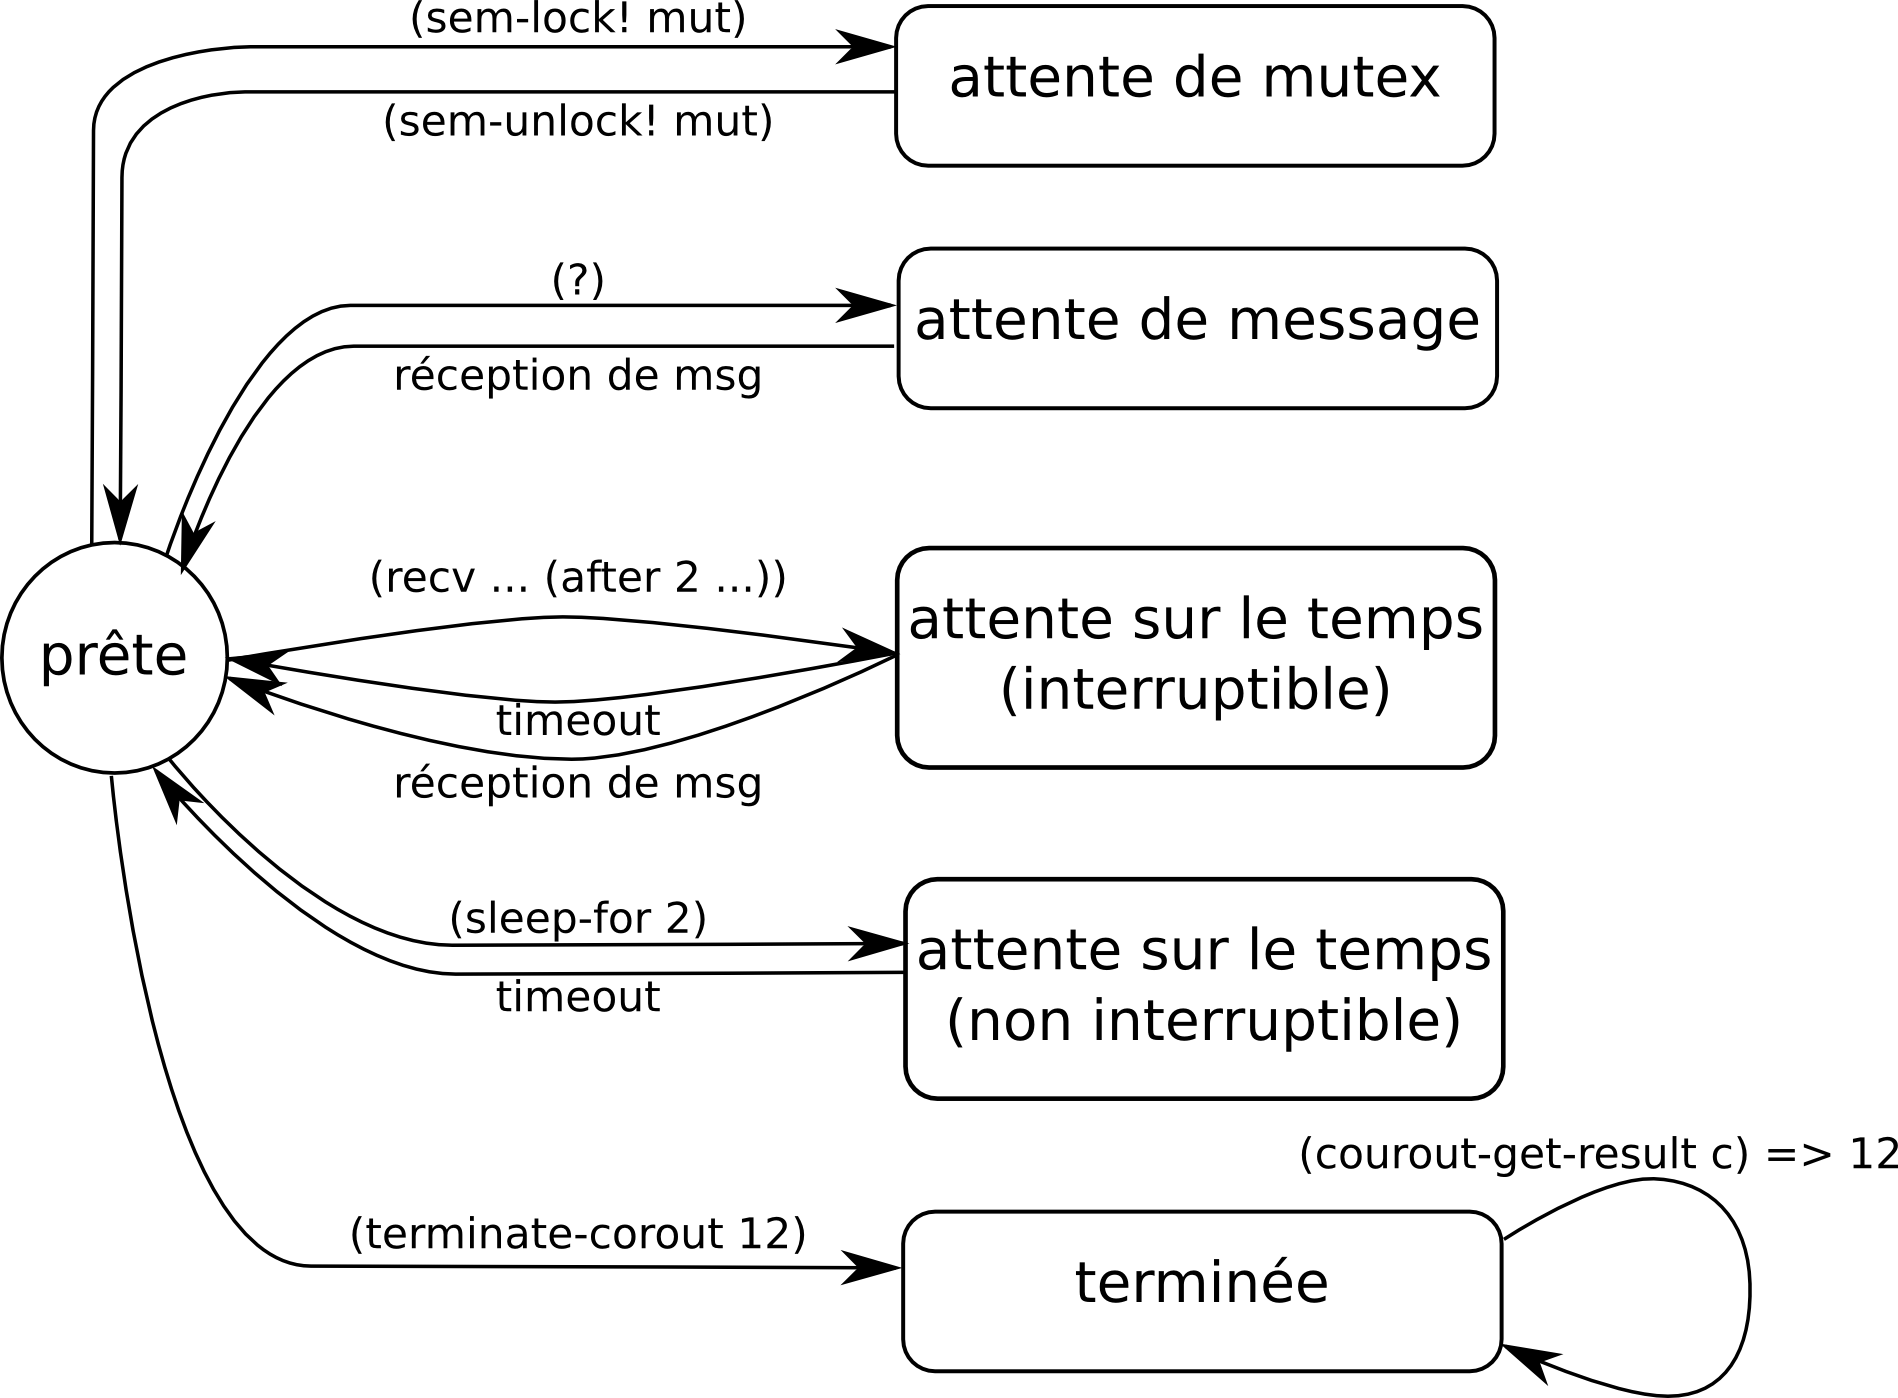 (sem-lock! mut)
attente de mutex
(sem-unlock! mut)
(?)
attente de message
réception de msg
(recv ... (after 2 ...))
attente sur le temps
(interruptible)
prête
timeout
réception de msg
(sleep-for 2)
attente sur le temps
(non interruptible)
timeout
(courout-get-result c) => 12
(terminate-corout 12)
terminée